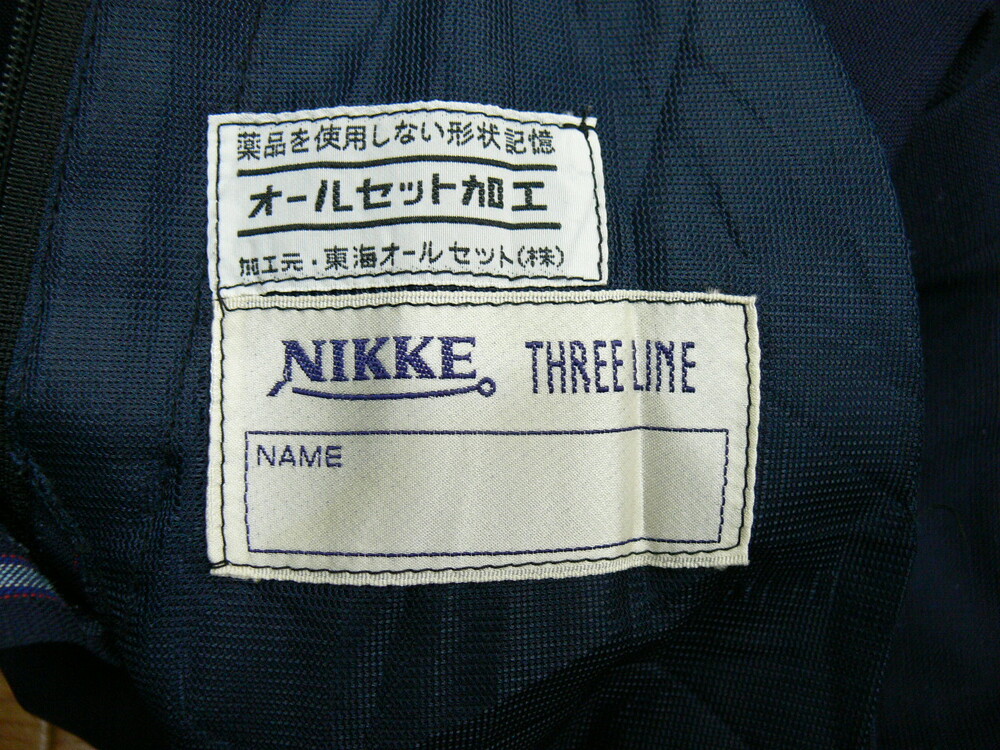 薬品を使用しない形状記憶
オールセット加工
加工元・東海オールセット(株)
NIKKE THREE LINE
NAME